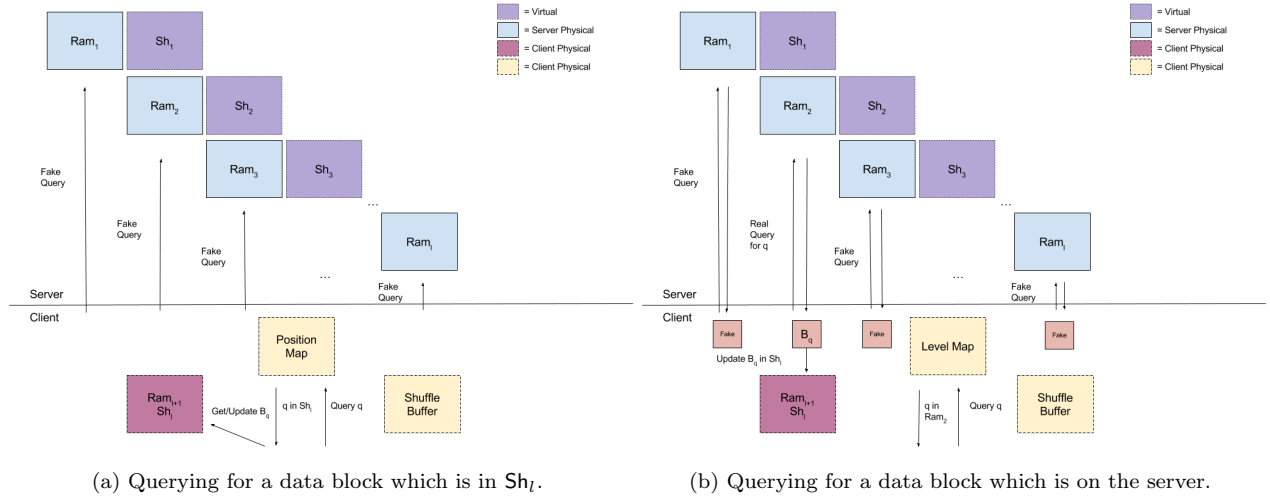 = Virtual
= Server Physical
= Client Physical
= Client Physical
Ram₁
Sh₁
Ram₂
Sh₂
Ram₃
Sh₃
...
Ramₗ
Fake
Query
Fake
Query
Fake
Query
...
Fake
Query
Server
Client
Position
Map
Ramₗ₊₁
Shₗ
Get/Update B_q
q in Shₗ
Query q
Shuffle
Buffer
(a) Querying for a data block which is in Shₗ.
= Virtual
= Server Physical
= Client Physical
= Client Physical
Ram₁
Sh₁
Ram₂
Sh₂
Ram₃
Sh₃
...
Ramₗ
Fake
Query
Real
Query
for q
Fake
Query
...
Fake
Query
Server
Client
Fake
B_q
Fake
Level Map
Fake
Update B_q in Shₗ
Ramₗ₊₁
Shₗ
q in
Ram₂
Query q
Shuffle
Buffer
(b) Querying for a data block which is on the server.